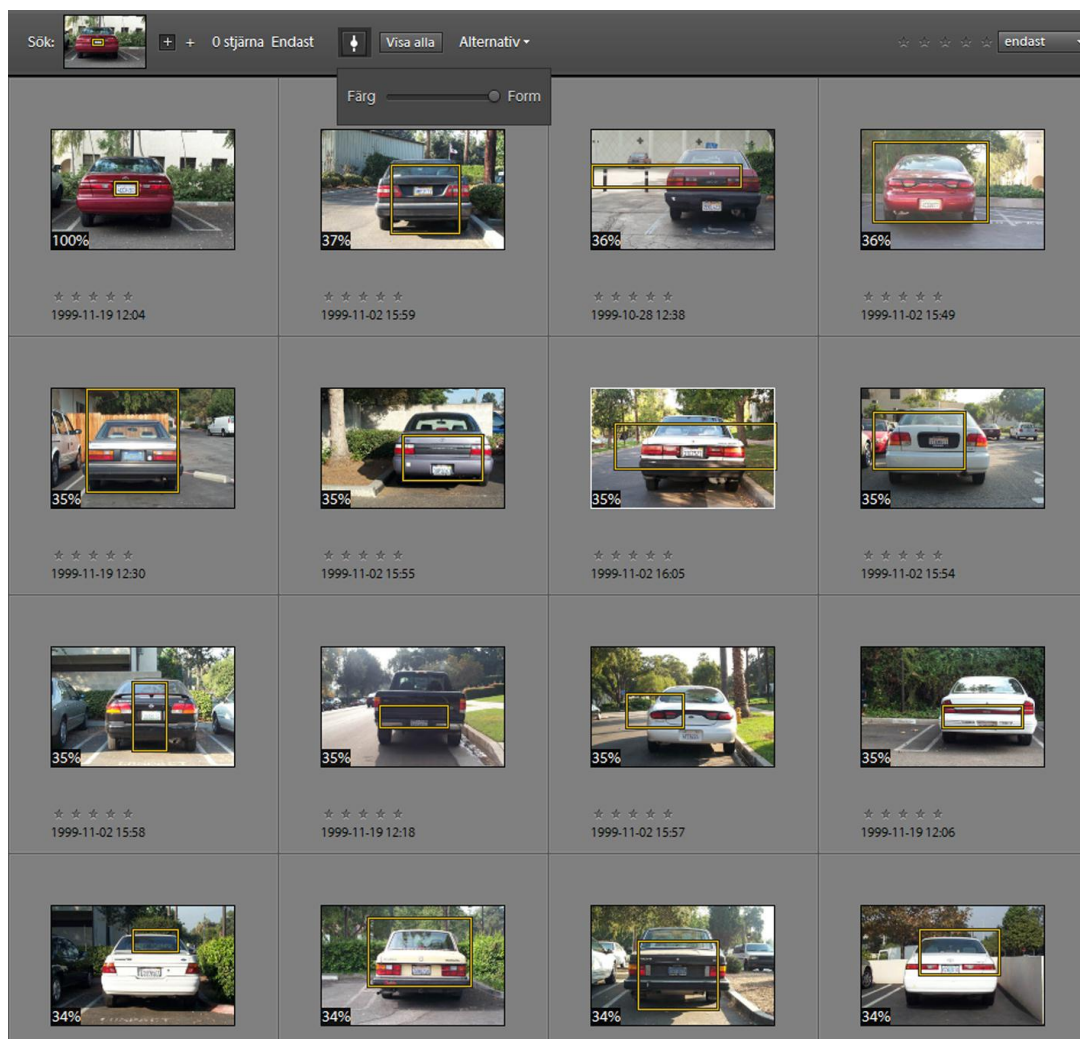 Sök: + + 0 stjärna Endast Visa alla Alternativ endast
Färg Form
100% 37% 36% 36%
1999-11-19 12:04 1999-11-02 15:59 1999-10-28 12:38 1999-11-02 15:49
35% 35% 35% 35%
1999-11-19 12:30 1999-11-02 15:55 1999-11-02 16:05 1999-11-02 15:54
35% 35% 35% 35%
1999-11-02 15:58 1999-11-19 12:18 1999-11-02 15:57 1999-11-19 12:06
34% 34% 34% 34%